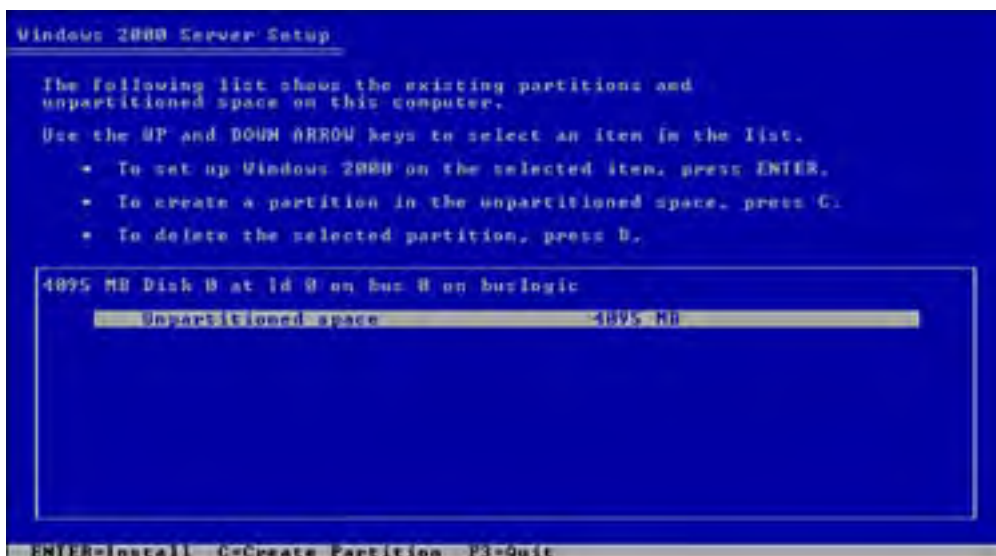 Windows 2000 Server Setup
The following list shows the existing partitions and
unpartitioned space on this computer.
Use the UP and DOWN ARROW keys to select an item in the list.
• To set up Windows 2000 on the selected item, press ENTER.
• To create a partition in the unpartitioned space, press C.
• To delete the selected partition, press D.
4095 MB Disk 0 at Id 0 on bus 0 on buslogic
Unpartitioned space 4095 MB
ENTER=Install C=Create Partition F3=Quit